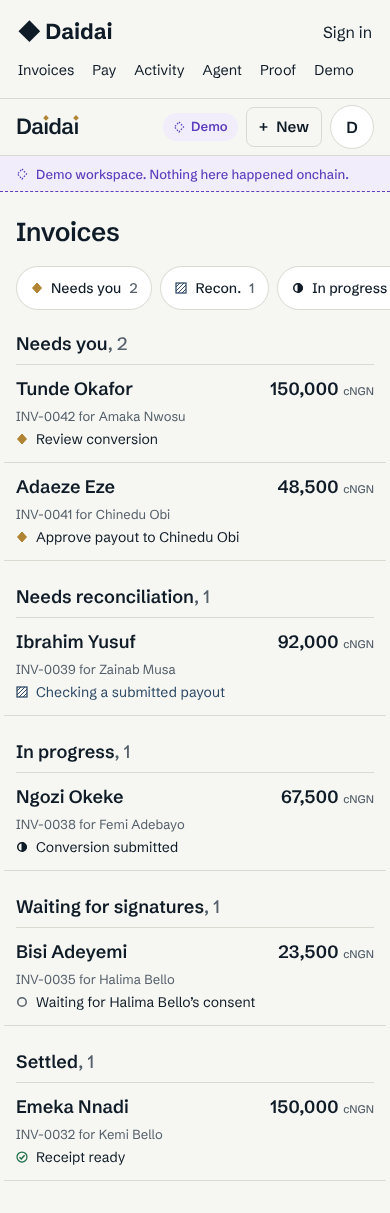 Daidai
Sign in
Invoices Pay Activity Agent Proof Demo
Daidai
Demo
+ New
D
Demo workspace. Nothing here happened onchain.
Invoices
Needs you 2
Recon. 1
In progress
Needs you, 2
Tunde Okafor 150,000 cNGN
INV-0042 for Amaka Nwosu
Review conversion
Adaeze Eze 48,500 cNGN
INV-0041 for Chinedu Obi
Approve payout to Chinedu Obi
Needs reconciliation, 1
Ibrahim Yusuf 92,000 cNGN
INV-0039 for Zainab Musa
Checking a submitted payout
In progress, 1
Ngozi Okeke 67,500 cNGN
INV-0038 for Femi Adebayo
Conversion submitted
Waiting for signatures, 1
Bisi Adeyemi 23,500 cNGN
INV-0035 for Halima Bello
Waiting for Halima Bello’s consent
Settled, 1
Emeka Nnadi 150,000 cNGN
INV-0032 for Kemi Bello
Receipt ready